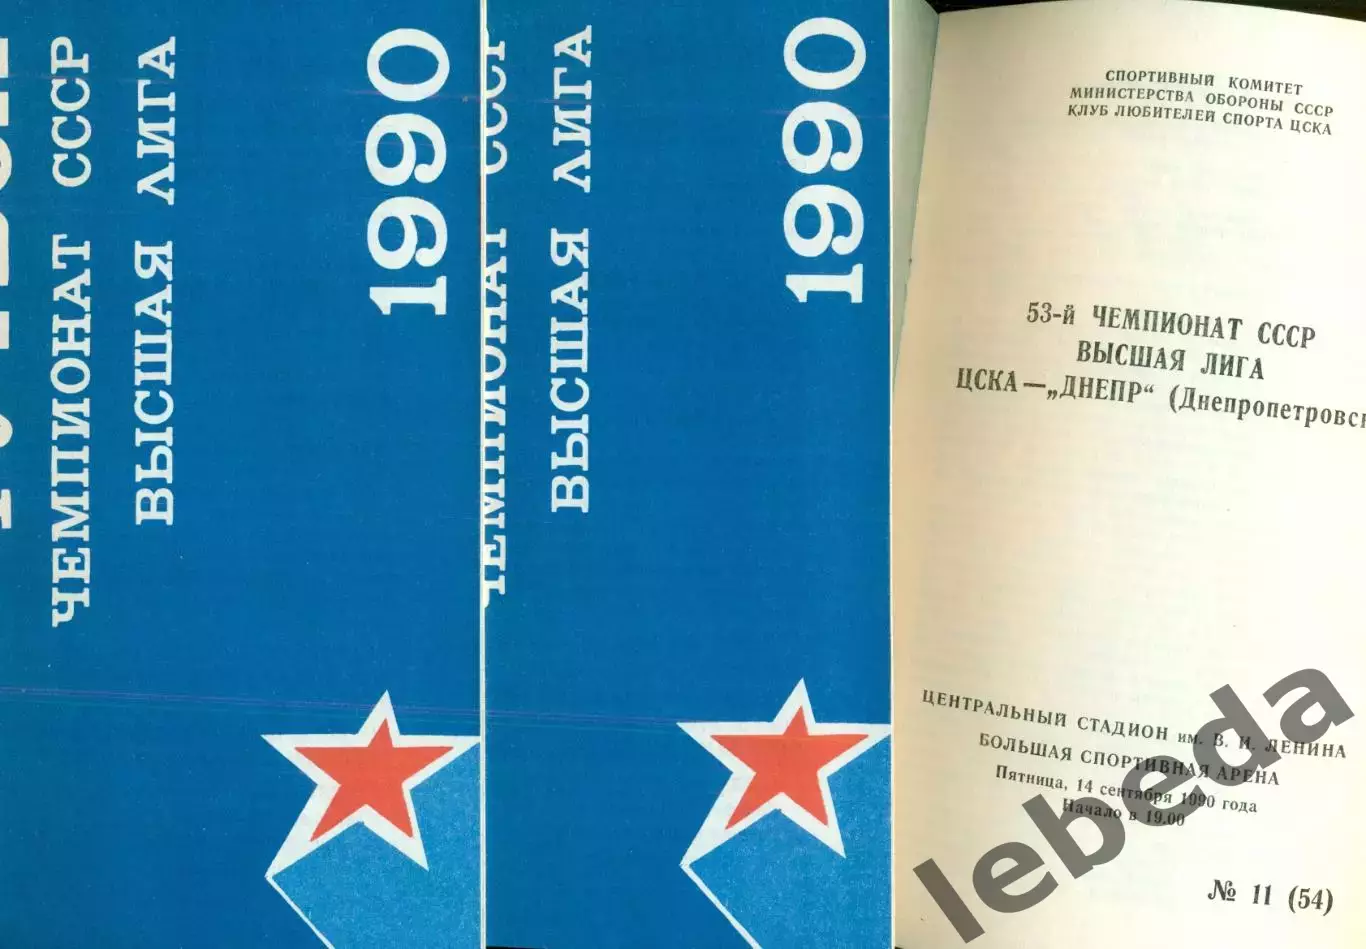 ЧЕМПИОНАТ СССР
ВЫСШАЯ ЛИГА
1990
ЧЕМПИОНАТ СССР
ВЫСШАЯ ЛИГА
1990
СПОРТИВНЫЙ КОМИТЕТ
МИНИСТЕРСТВА ОБОРОНЫ СССР
КЛУБ ЛЮБИТЕЛЕЙ СПОРТА ЦСКА
53-й ЧЕМПИОНАТ СССР
ВЫСШАЯ ЛИГА
ЦСКА—„ДНЕПР“ (Днепропетровск
ЦЕНТРАЛЬНЫЙ СТАДИОН им. В. И. ЛЕНИНА
БОЛЬШАЯ СПОРТИВНАЯ АРЕНА
Пятница, 14 сентября 1990 года
Начало в 19.00
№ 11 (54)
lebeda